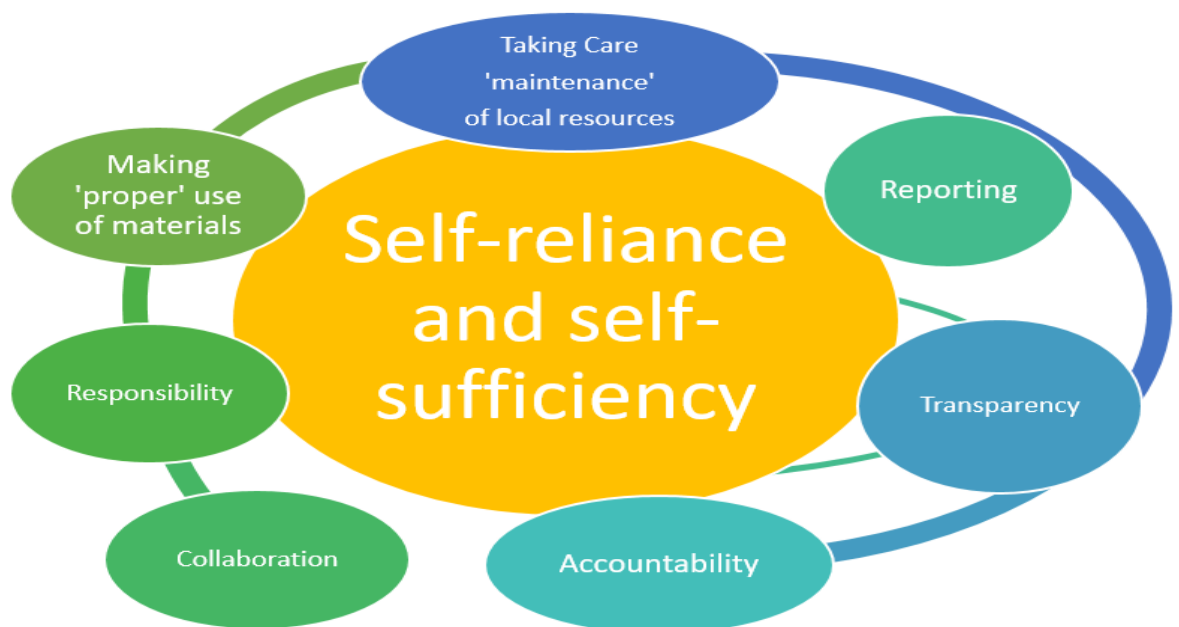 Taking Care
'maintenance'
of local resources
Reporting
Making
'proper' use
of materials
Self-reliance
and self-
sufficiency
Responsibility
Transparency
Collaboration
Accountability